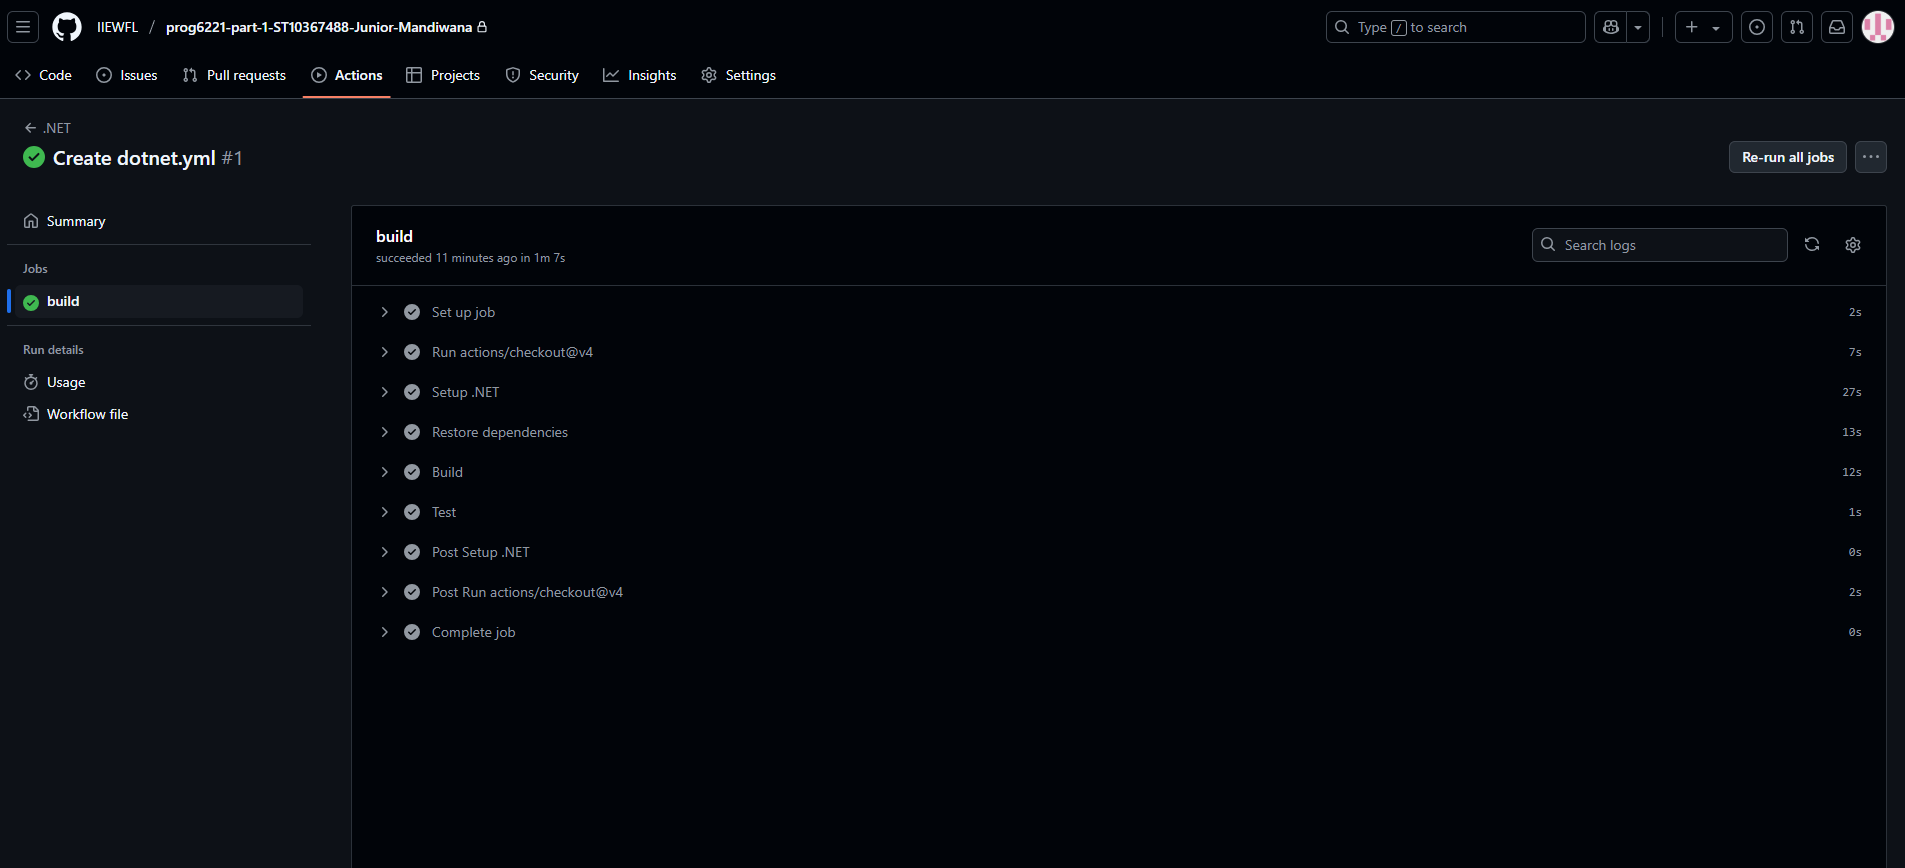 IIEWFL / prog6221-part-1-ST10367488-Junior-Mandiwana
Type / to search
Code Issues Pull requests Actions Projects Security Insights Settings
.NET
Create dotnet.yml #1
Re-run all jobs
Summary
Jobs
build
Run details
Usage
Workflow file
build
succeeded 11 minutes ago in 1m 7s
Search logs
Set up job 2s
Run actions/checkout@v4 7s
Setup .NET 27s
Restore dependencies 13s
Build 12s
Test 1s
Post Setup .NET 0s
Post Run actions/checkout@v4 2s
Complete job 0s